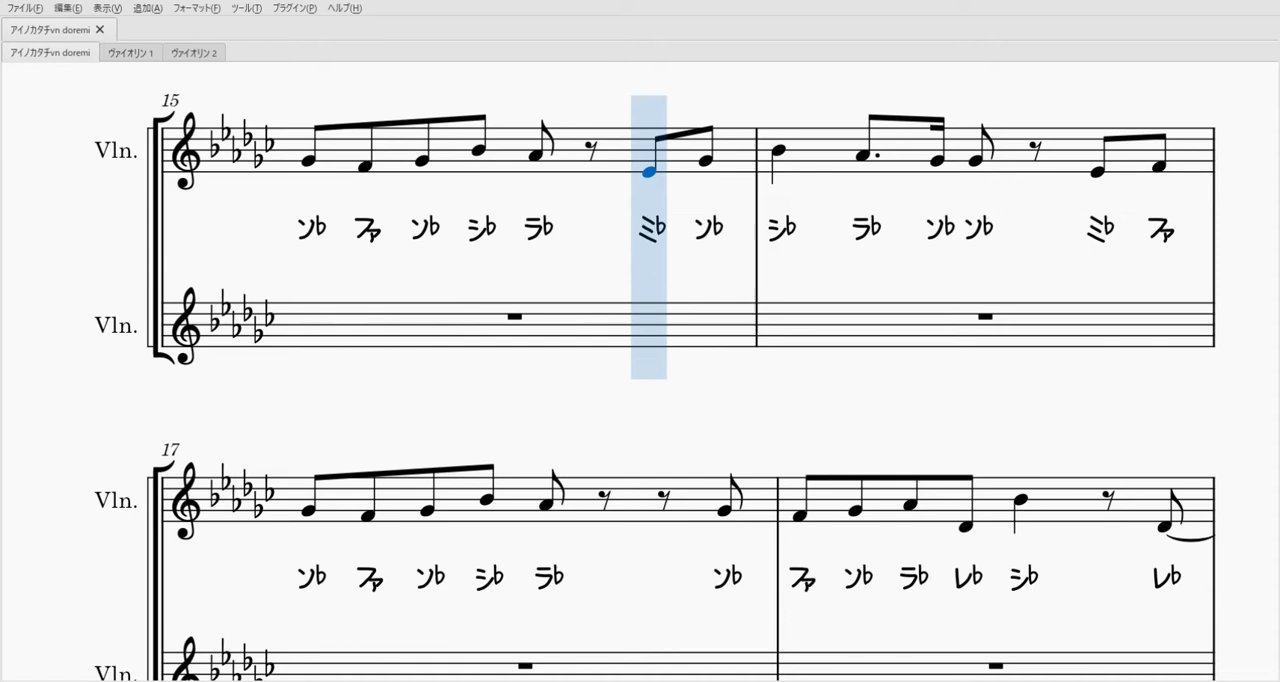 ファイル(F) 編集(E) 表示(V) 追加(A) フォーマット(F) ツール(T) プラグイン(P) ヘルプ(H)
アイノカタチvn doremi ✕
アイノカタチvn doremi ヴァイオリン 1 ヴァイオリン 2
15
Vln.
ソ♭ ファ ソ♭ シ♭ ラ♭ ミ♭ ソ♭ シ♭ ラ♭ ソ♭ ソ♭ ミ♭ ファ
Vln.
17
Vln.
ソ♭ ファ ソ♭ シ♭ ラ♭ ソ♭ ファ ソ♭ ラ♭ レ♭ シ♭ レ♭
Vln.